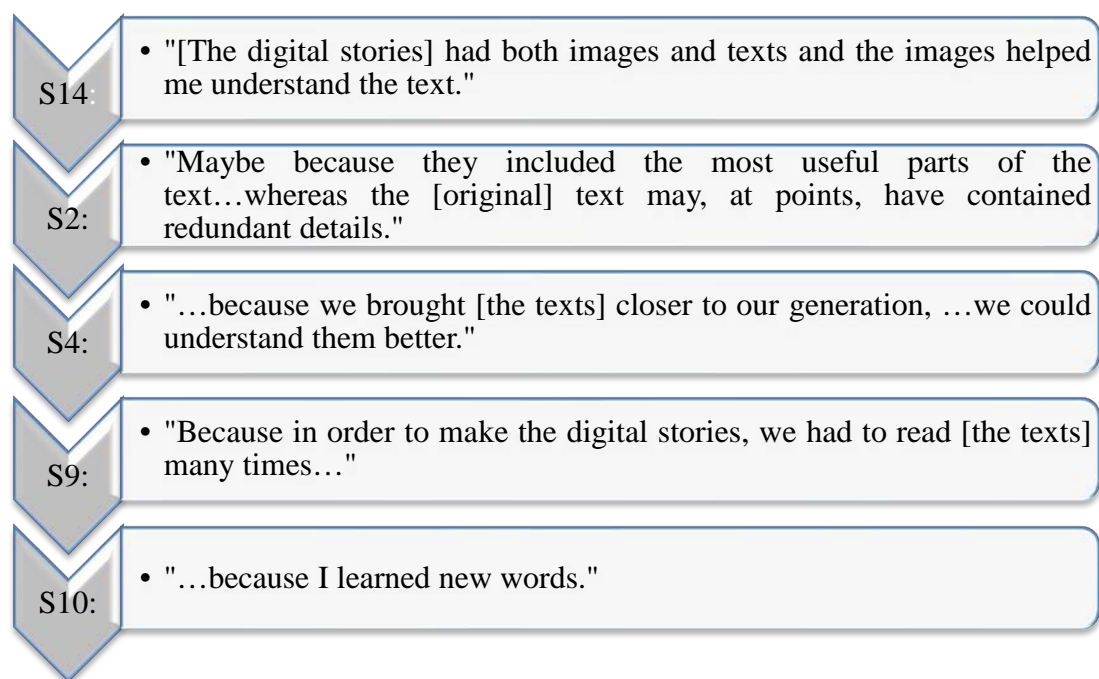 S14:
• "[The digital stories] had both images and texts and the images helped
me understand the text."
S2:
• "Maybe because they included the most useful parts of the
text…whereas the [original] text may, at points, have contained
redundant details."
S4:
• "…because we brought [the texts] closer to our generation, …we could
understand them better."
S9:
• "Because in order to make the digital stories, we had to read [the texts]
many times…"
S10:
• "…because I learned new words."